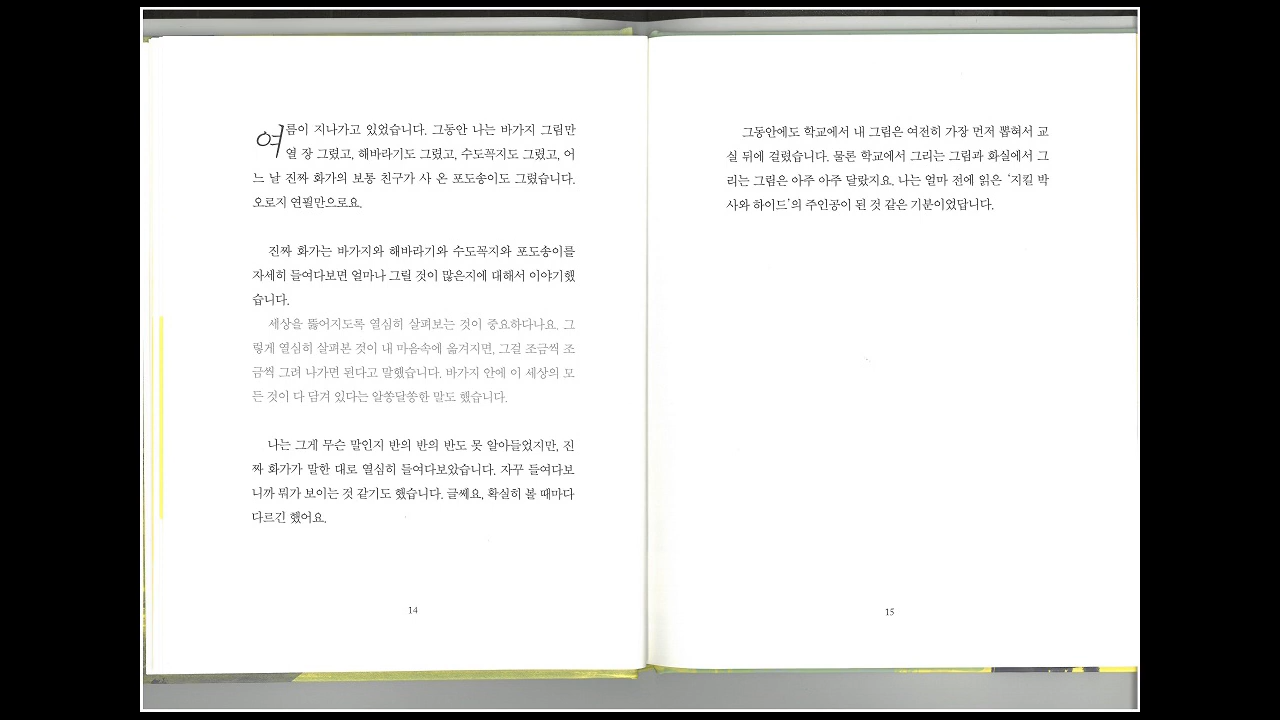 여름이 지나가고 있었습니다. 그동안 나는 바가지 그림만
열 장 그렸고, 해바라기도 그렸고, 수도꼭지도 그렸고, 어
느 날 진짜 화가의 보통 친구가 사 온 포도송이도 그렸습니다.
오로지 연필만으로요.
진짜 화가는 바가지와 해바라기와 수도꼭지와 포도송이를
자세히 들여다보면 얼마나 그릴 것이 많은지에 대해서 이야기했
습니다.
세상을 뚫어지도록 열심히 살펴보는 것이 중요하다나요. 그
렇게 열심히 살펴본 것이 내 마음속에 옮겨지면, 그걸 조금씩 조
금씩 그려 나가면 된다고 말했습니다. 바가지 안에 이 세상의 모
든 것이 다 담겨 있다는 알쏭달쏭한 말도 했습니다.
나는 그게 무슨 말인지 반의 반의 반도 못 알아들었지만, 진
짜 화가가 말한 대로 열심히 들여다보았습니다. 자꾸 들여다보
니까 뭐가 보이는 것 같기도 했습니다. 글쎄요, 확실히 볼 때마다
다르긴 했어요.
14
그동안에도 학교에서 내 그림은 여전히 가장 먼저 뽑혀서 교
실 뒤에 걸렸습니다. 물론 학교에서 그리는 그림과 화실에서 그
리는 그림은 아주 아주 달랐지요. 나는 얼마 전에 읽은 ‘지킬 박
사와 하이드’의 주인공이 된 것 같은 기분이었답니다.
15